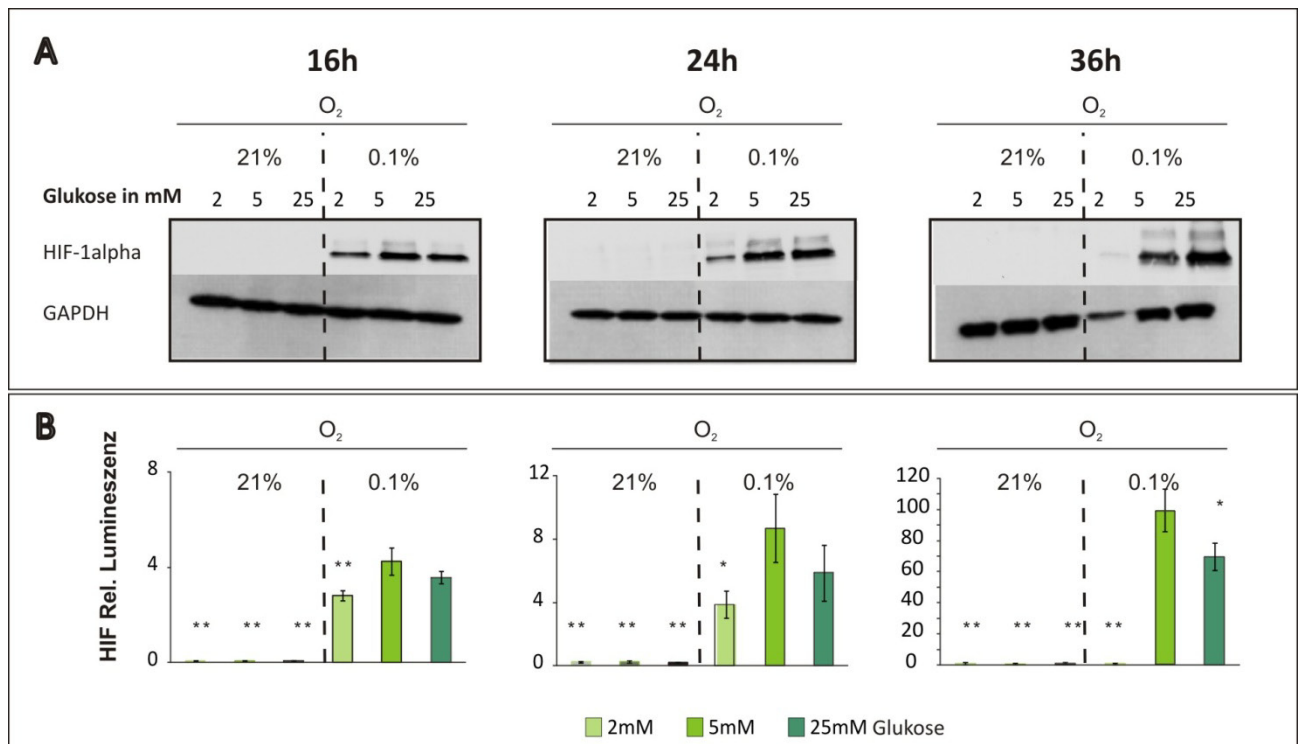 A
16h 24h 36h
O₂ O₂ O₂
21% 0.1% 21% 0.1% 21% 0.1%
Glukose in mM 2 5 25 2 5 25 2 5 25 2 5 25 2 5 25 2 5 25
HIF-1alpha
GAPDH
B
O₂ O₂ O₂
HIF Rel. Lumineszenz
8
4
0
21% 0.1%
**
** ** **
12
8
4
0
21% 0.1%
*
** ** **
120
100
80
60
40
20
0
21% 0.1%
*
** ** ** **
2mM 5mM 25mM Glukose